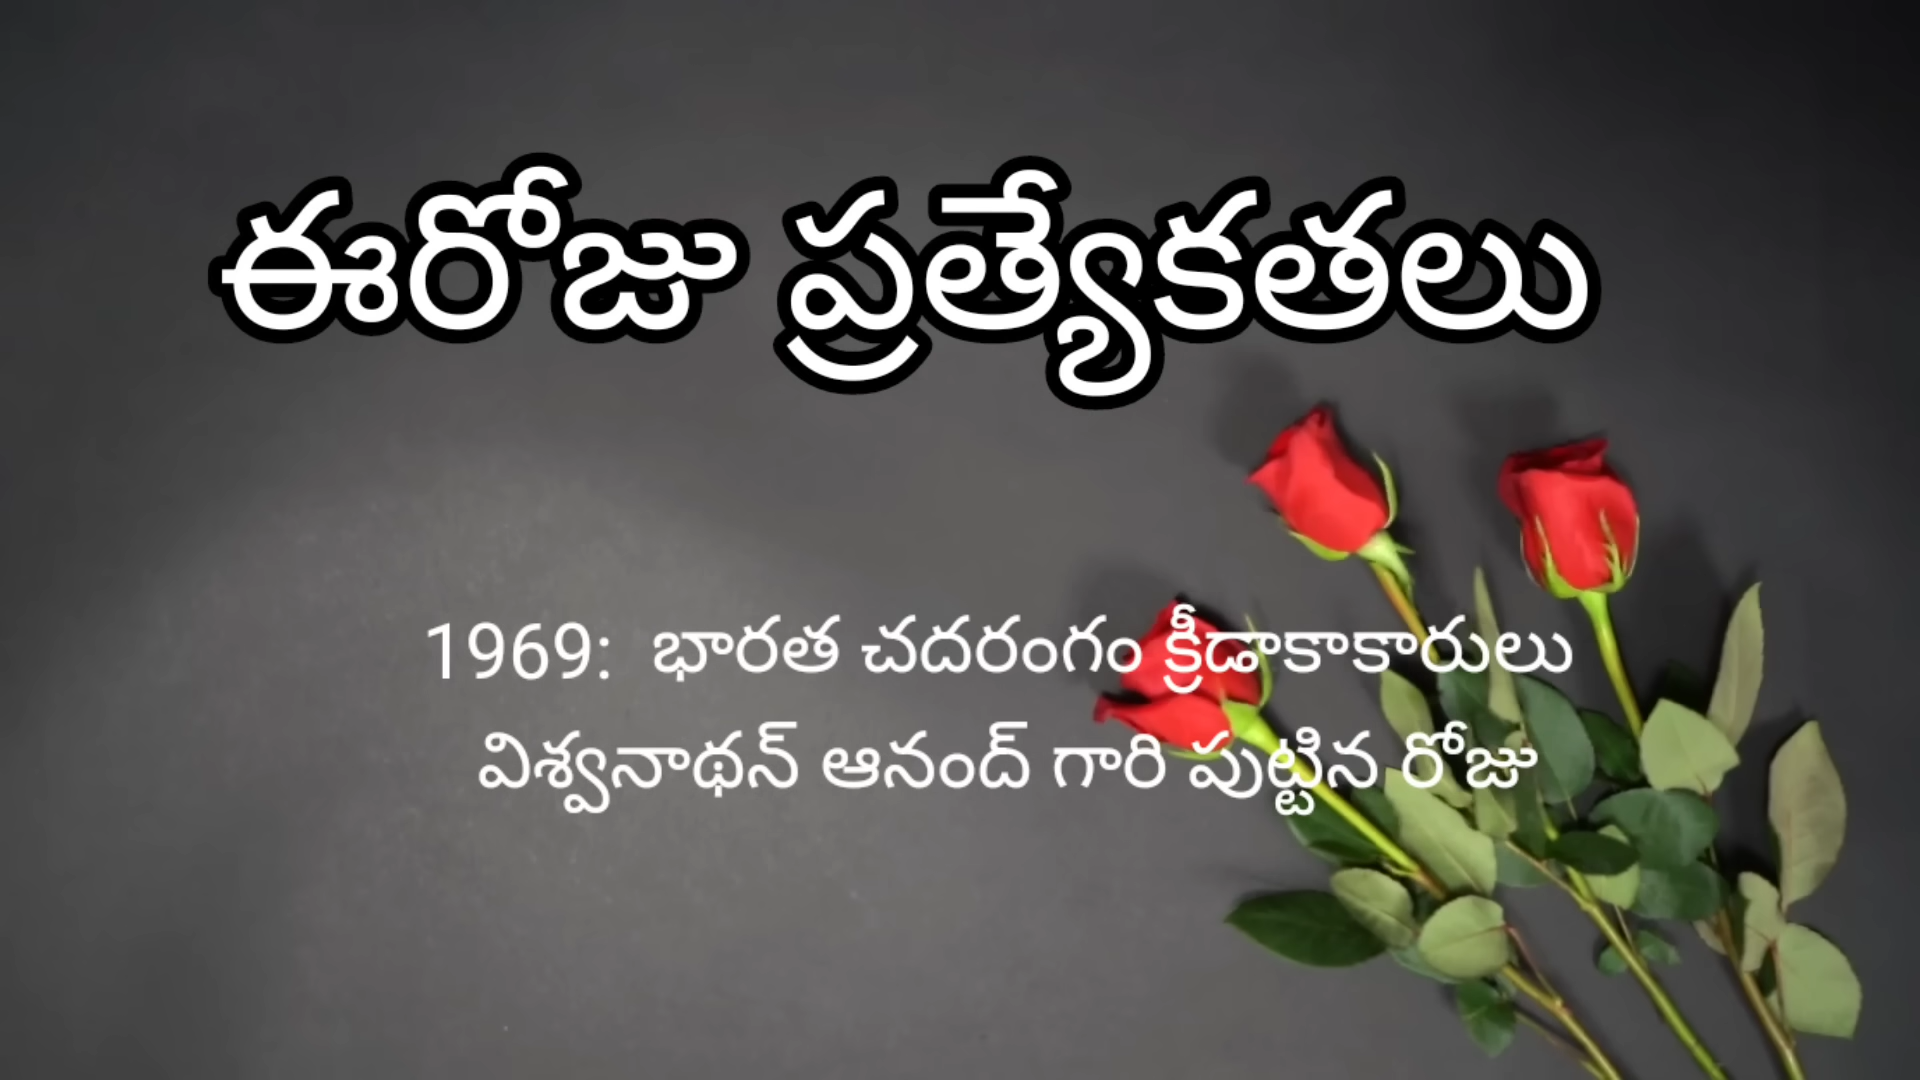 ఈరోజు ప్రత్యేకతలు
1969: భారత చదరంగం క్రీడాకాకారులు
విశ్వనాథన్ ఆనంద్ గారి పుట్టిన రోజు